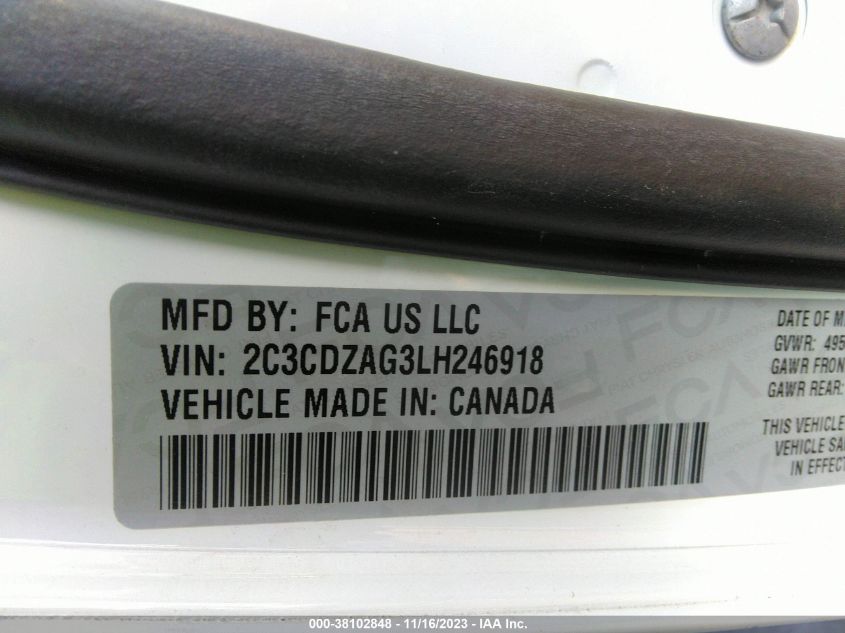 MFD BY: FCA US LLC
VIN: 2C3CDZAG3LH246918
VEHICLE MADE IN: CANADA
DATE OF M
GVWR: 495
GAWR FRON
GAWR REAR:
THIS VEHICLE
VEHICLE SA
IN EFFECT
000-38102848 - 11/16/2023 - IAA Inc.